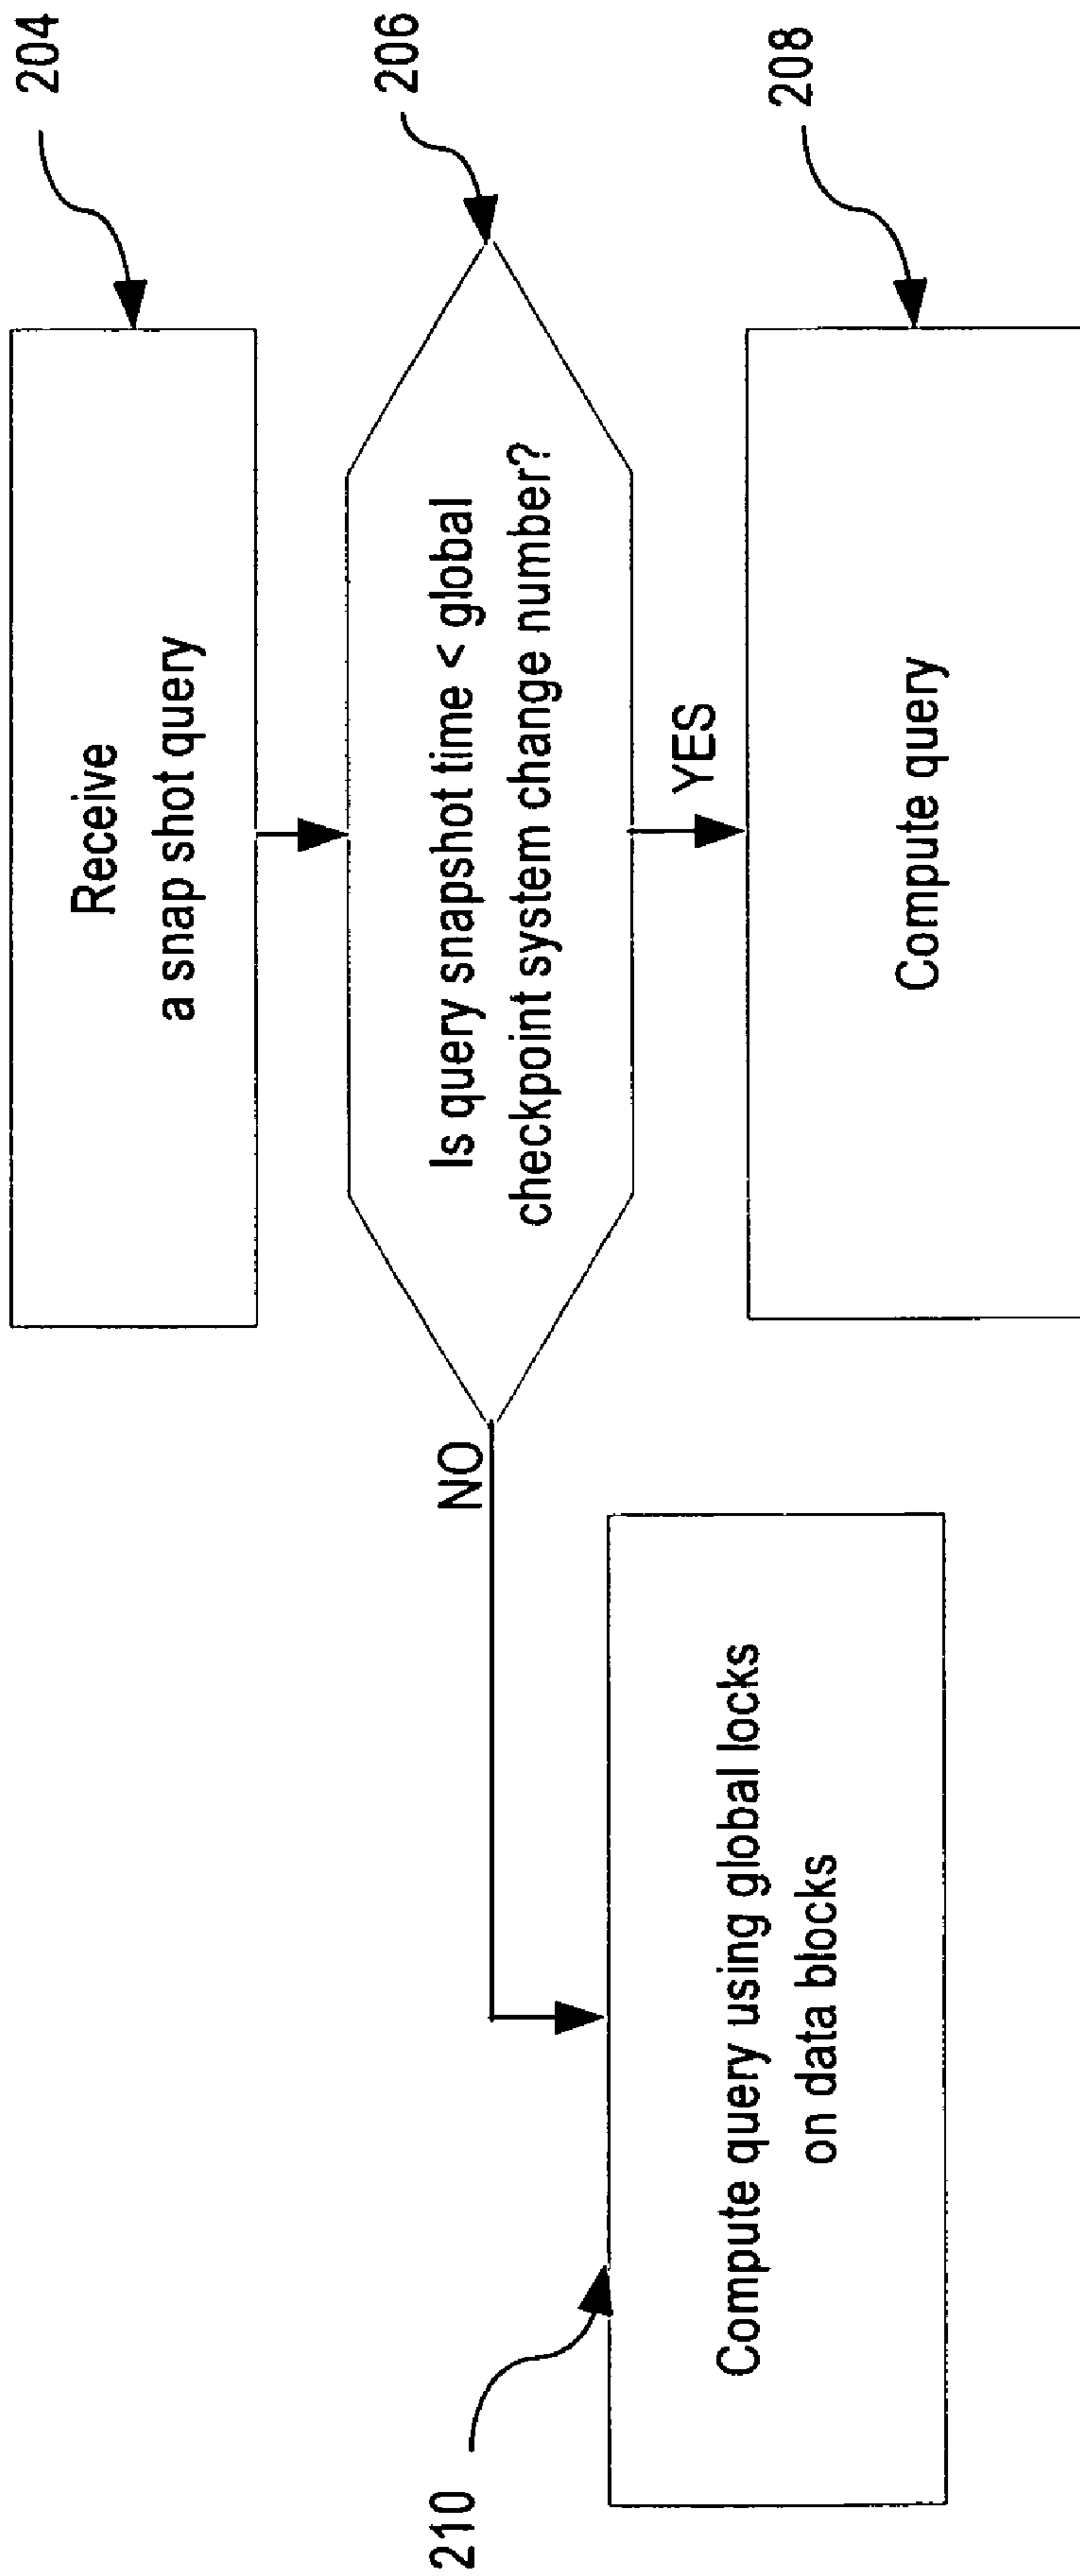 204
Receive
a snap shot query
206
Is query snapshot time < global
checkpoint system change number?
NO
YES
208
Compute query
210
Compute query using global locks
on data blocks